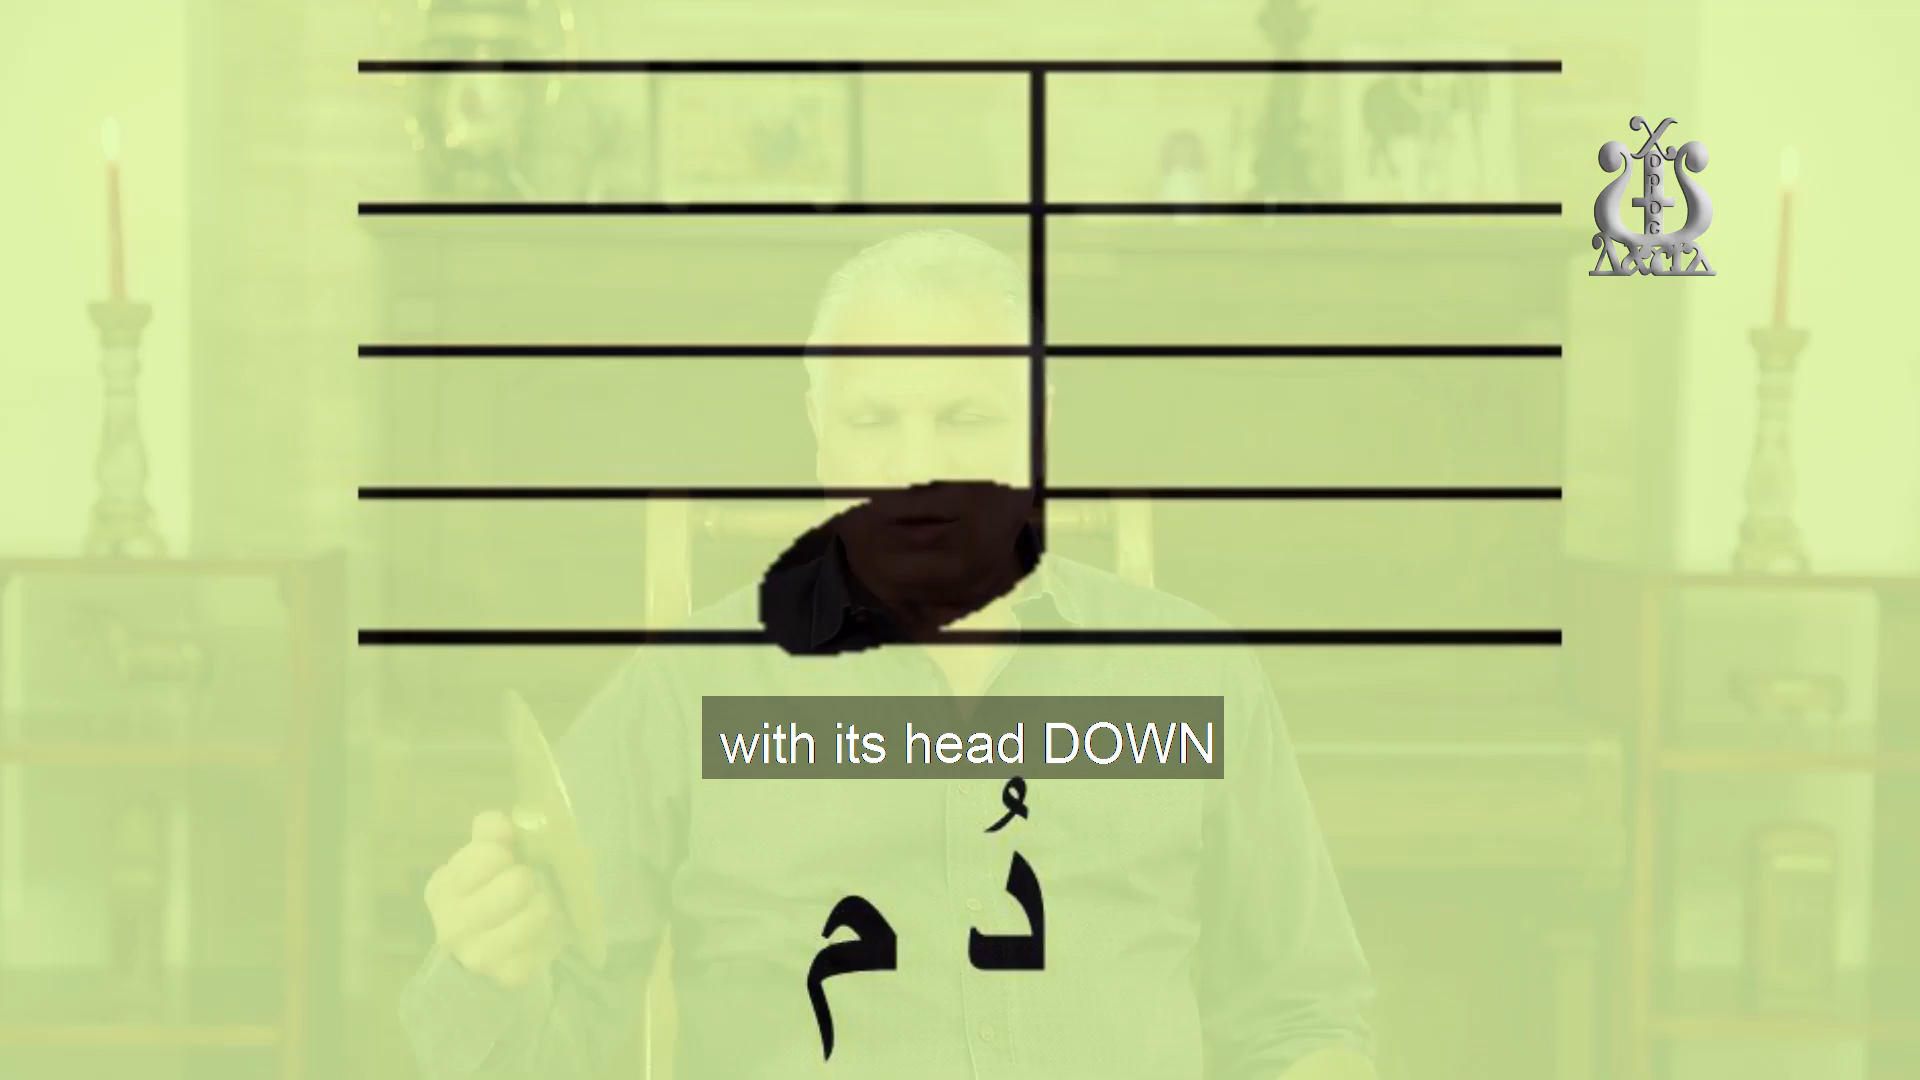 with its head DOWN
دُ م